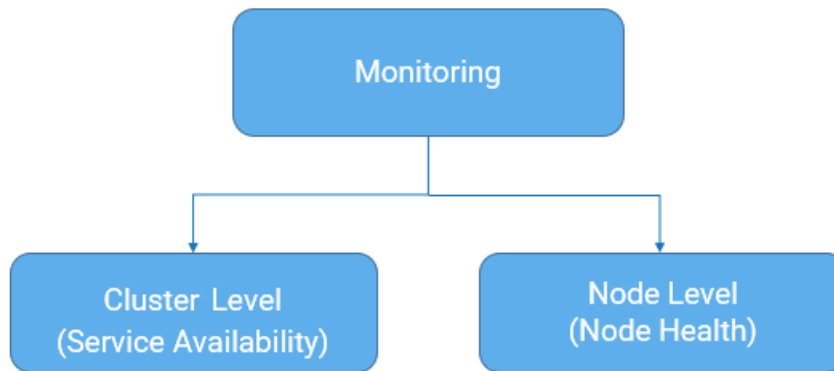 Monitoring
Cluster Level
(Service Availability)
Node Level
(Node Health)